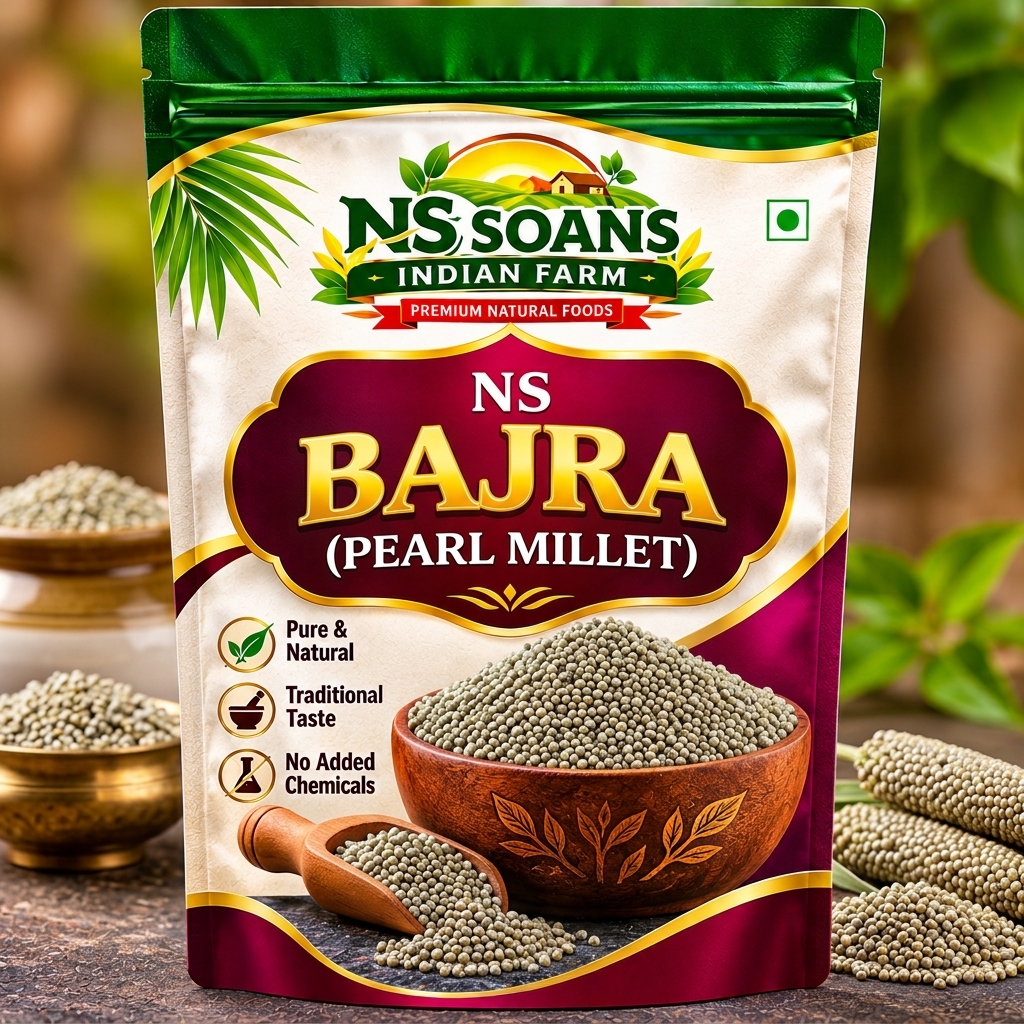 NS SOANS
INDIAN FARM
PREMIUM NATURAL FOODS
NS
BAJRA
(PEARL MILLET)
Pure &
Natural
Traditional
Taste
No Added
Chemicals